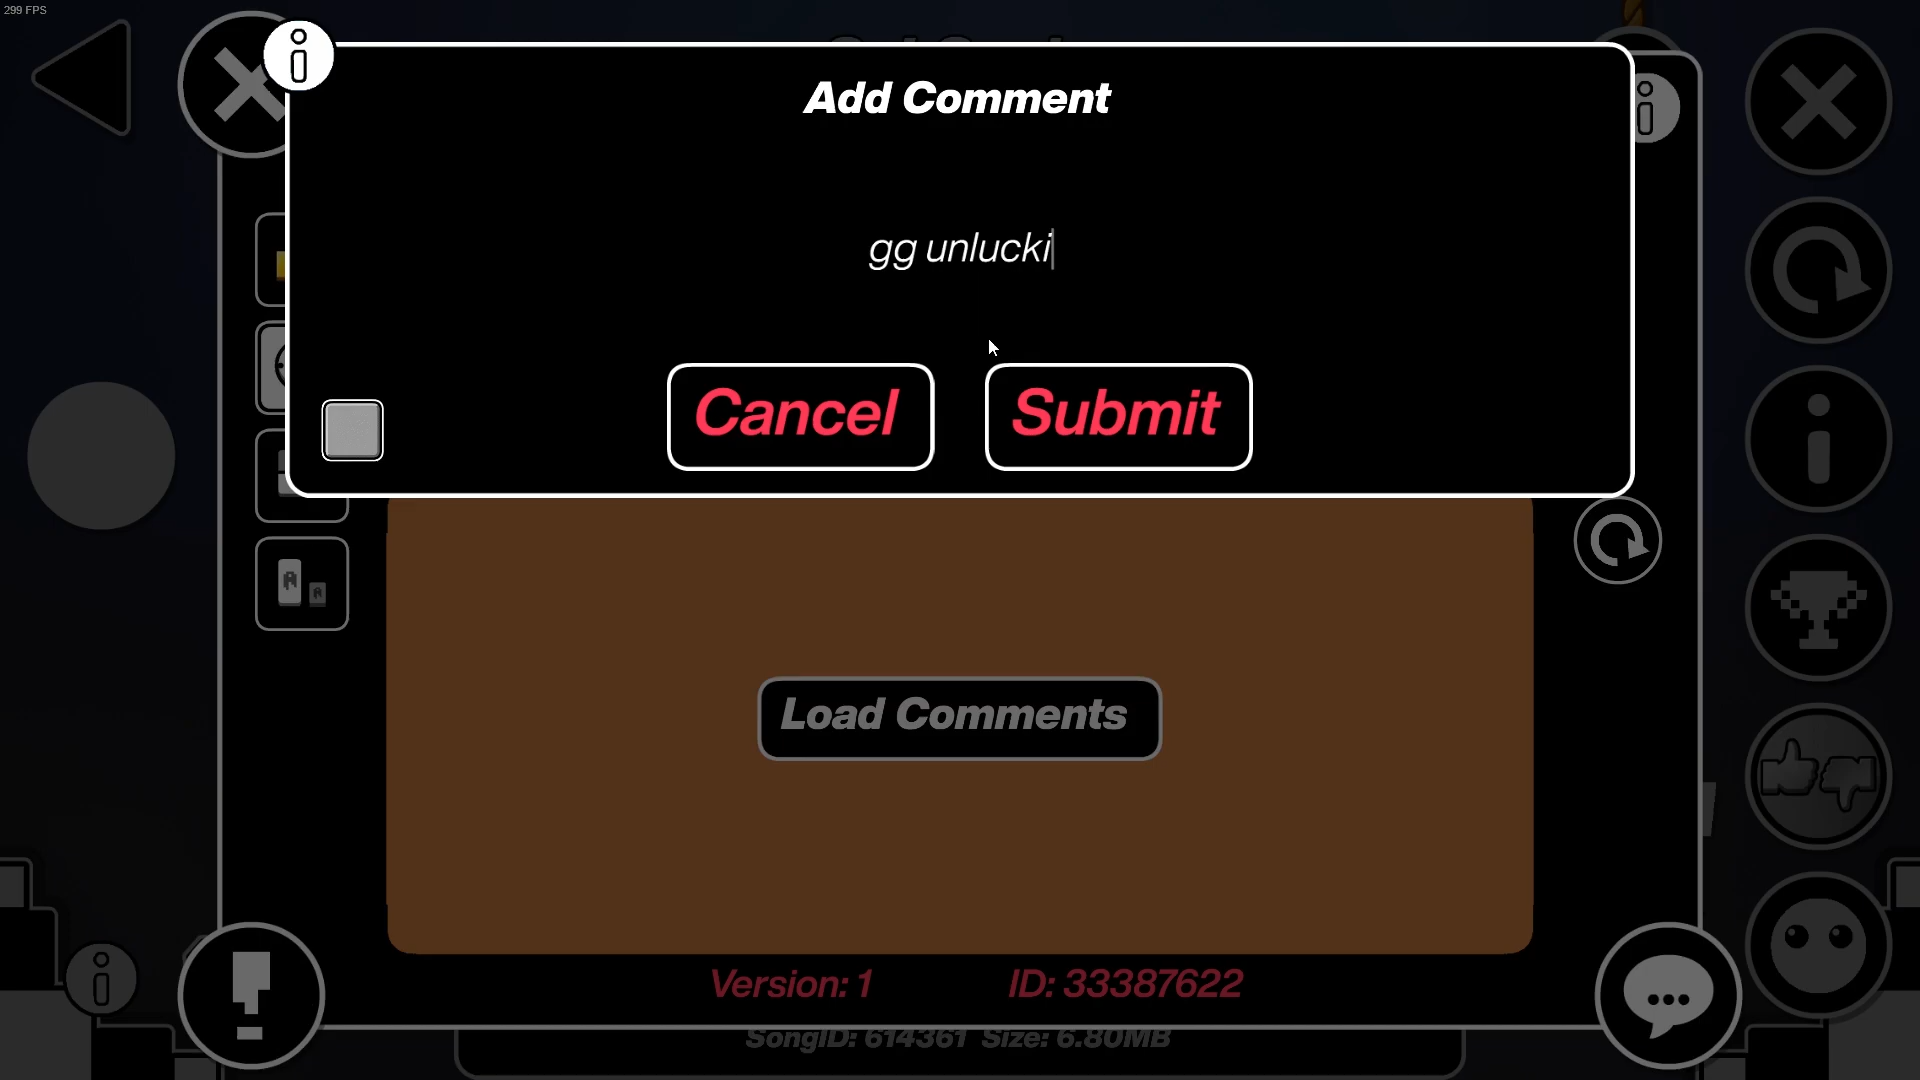 299 FPS
Add Comment
gg unlucki
Cancel
Submit
Load Comments
Version: 1
ID: 33387622
SongID: 614361 Size: 6.80MB